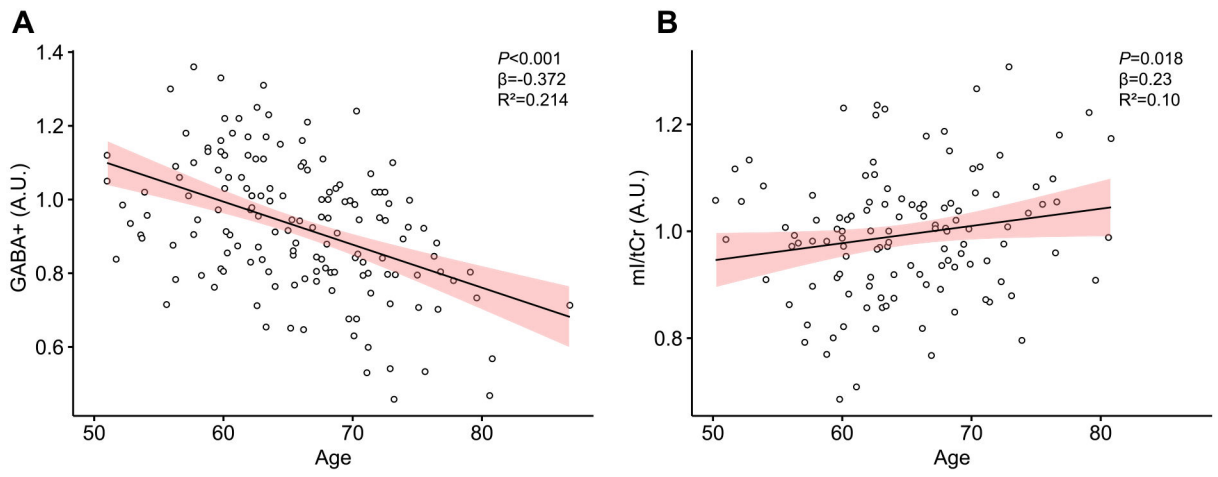 A
P<0.001
β=-0.372
R²=0.214
1.4
1.2
1.0
0.8
0.6
GABA+ (A.U.)
50
60
70
80
Age
B
P=0.018
β=0.23
R²=0.10
1.2
1.0
0.8
mI/tCr (A.U.)
50
60
70
80
Age